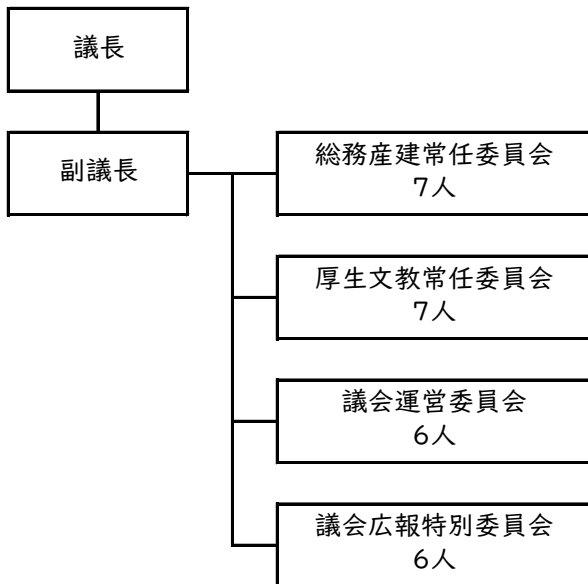 議長
副議長
総務産建常任委員会
7人
厚生文教常任委員会
7人
議会運営委員会
6人
議会広報特別委員会
6人